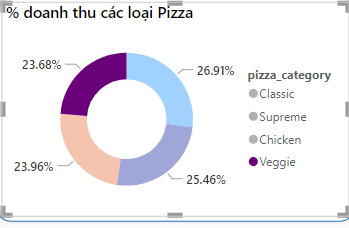 % doanh thu các loại Pizza
23.68%
26.91%
pizza_category
Classic
Supreme
Chicken
Veggie
23.96%
25.46%